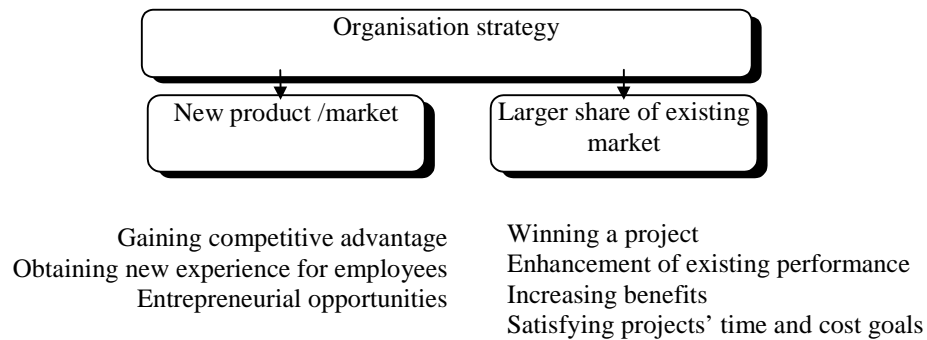 Organisation strategy
New product /market
Larger share of existing
market
Gaining competitive advantage
Obtaining new experience for employees
Entrepreneurial opportunities
Winning a project
Enhancement of existing performance
Increasing benefits
Satisfying projects’ time and cost goals